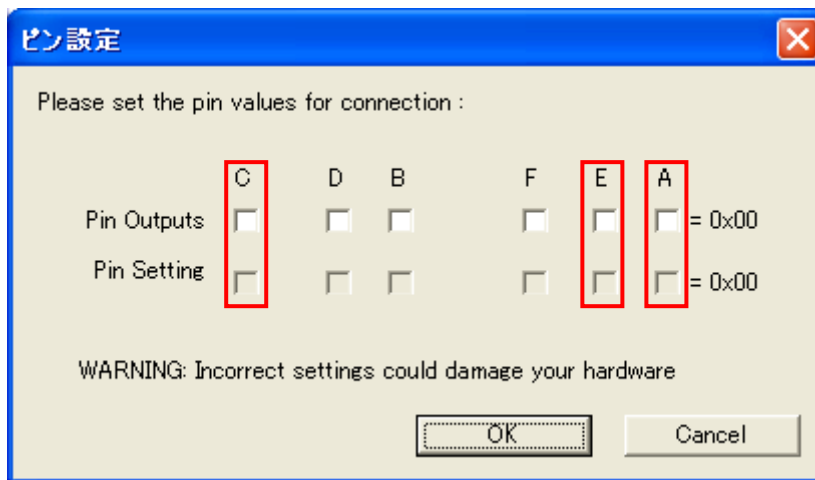 ピン設定
Please set the pin values for connection :
C D B F E A
Pin Outputs = 0x00
Pin Setting = 0x00
WARNING: Incorrect settings could damage your hardware
OK Cancel